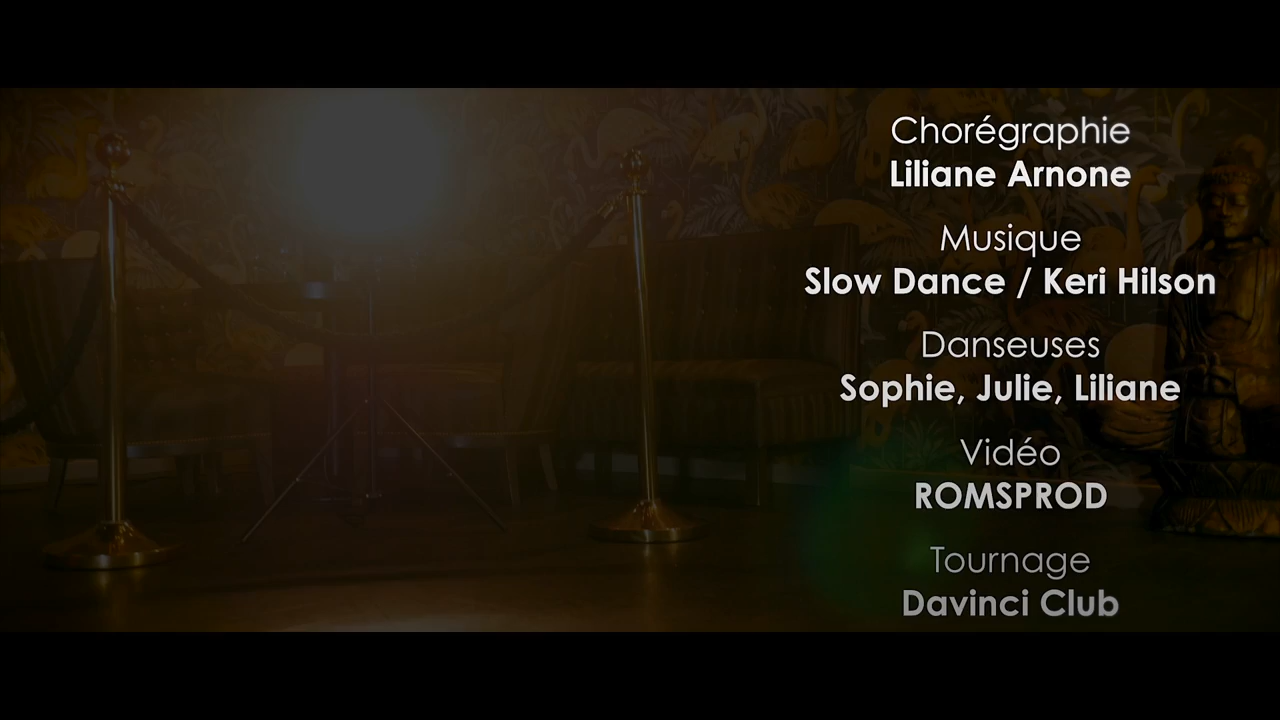 Chorégraphie
Liliane Arnone
Musique
Slow Dance / Keri Hilson
Danseuses
Sophie, Julie, Liliane
Vidéo
ROMSPROD
Tournage
Davinci Club